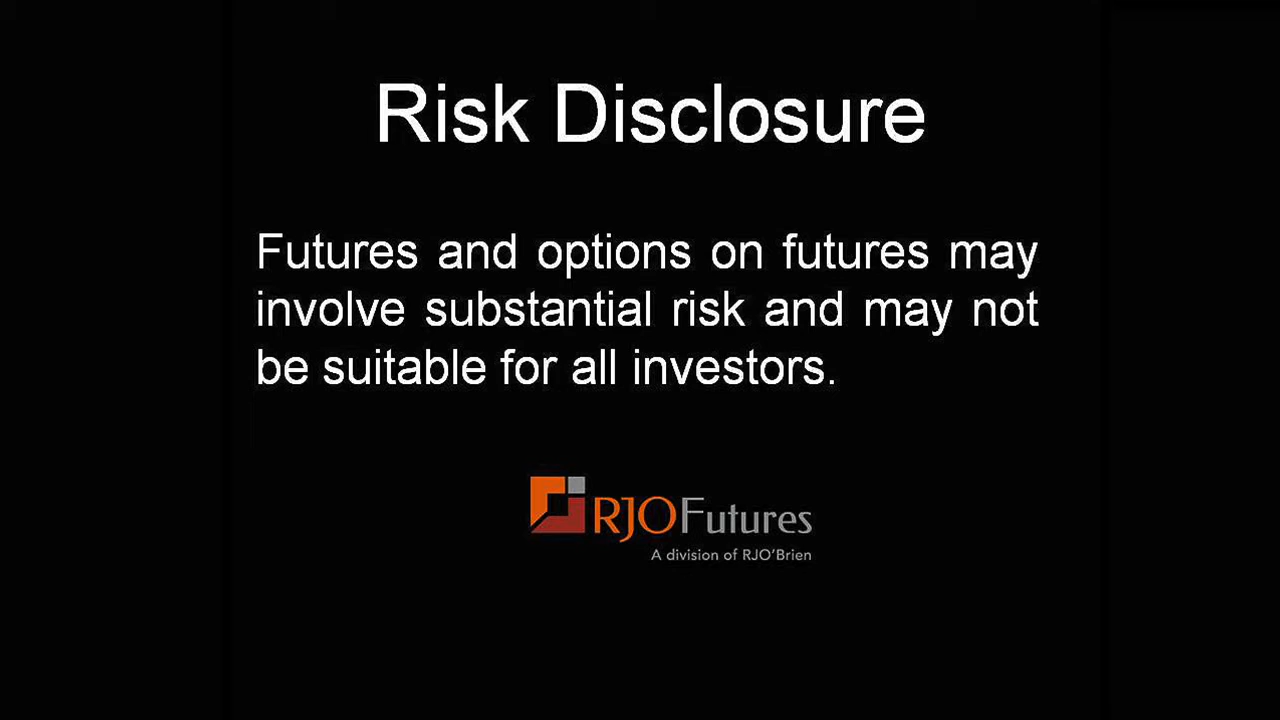 Risk Disclosure
Futures and options on futures may
involve substantial risk and may not
be suitable for all investors.
RJOFutures
A division of RJO'Brien